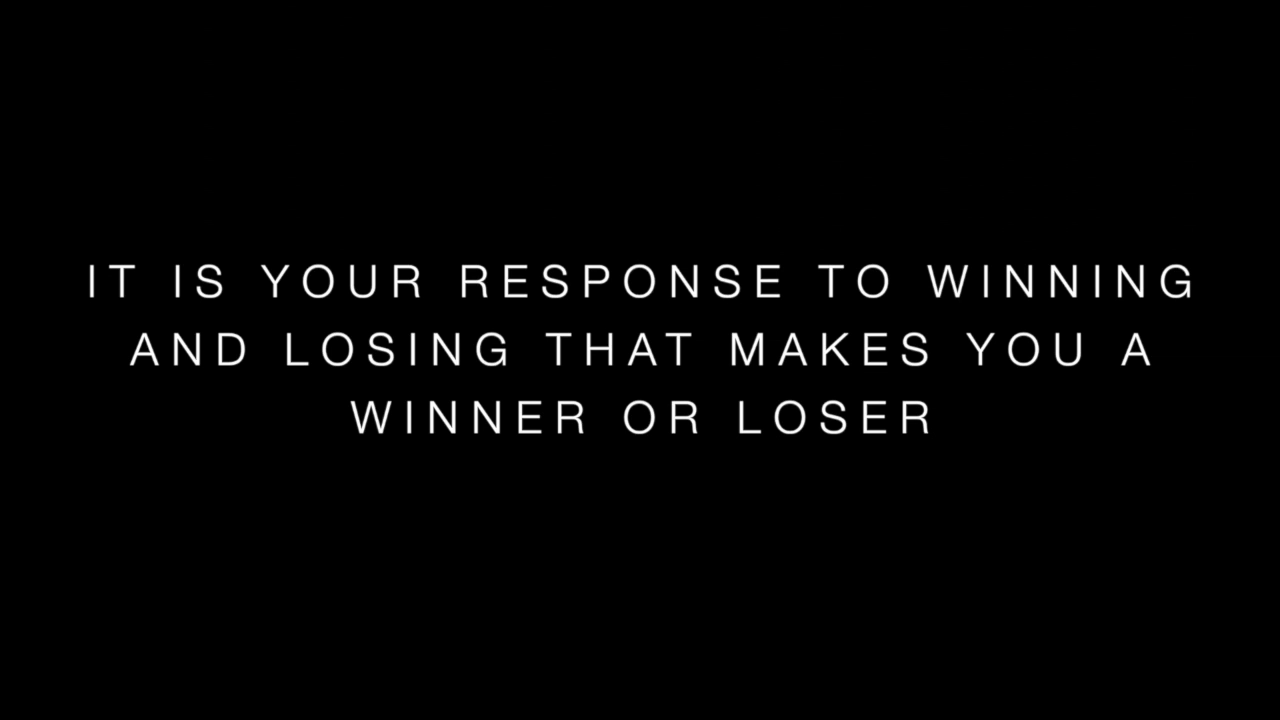 IT IS YOUR RESPONSE TO WINNING
AND LOSING THAT MAKES YOU A
WINNER OR LOSER